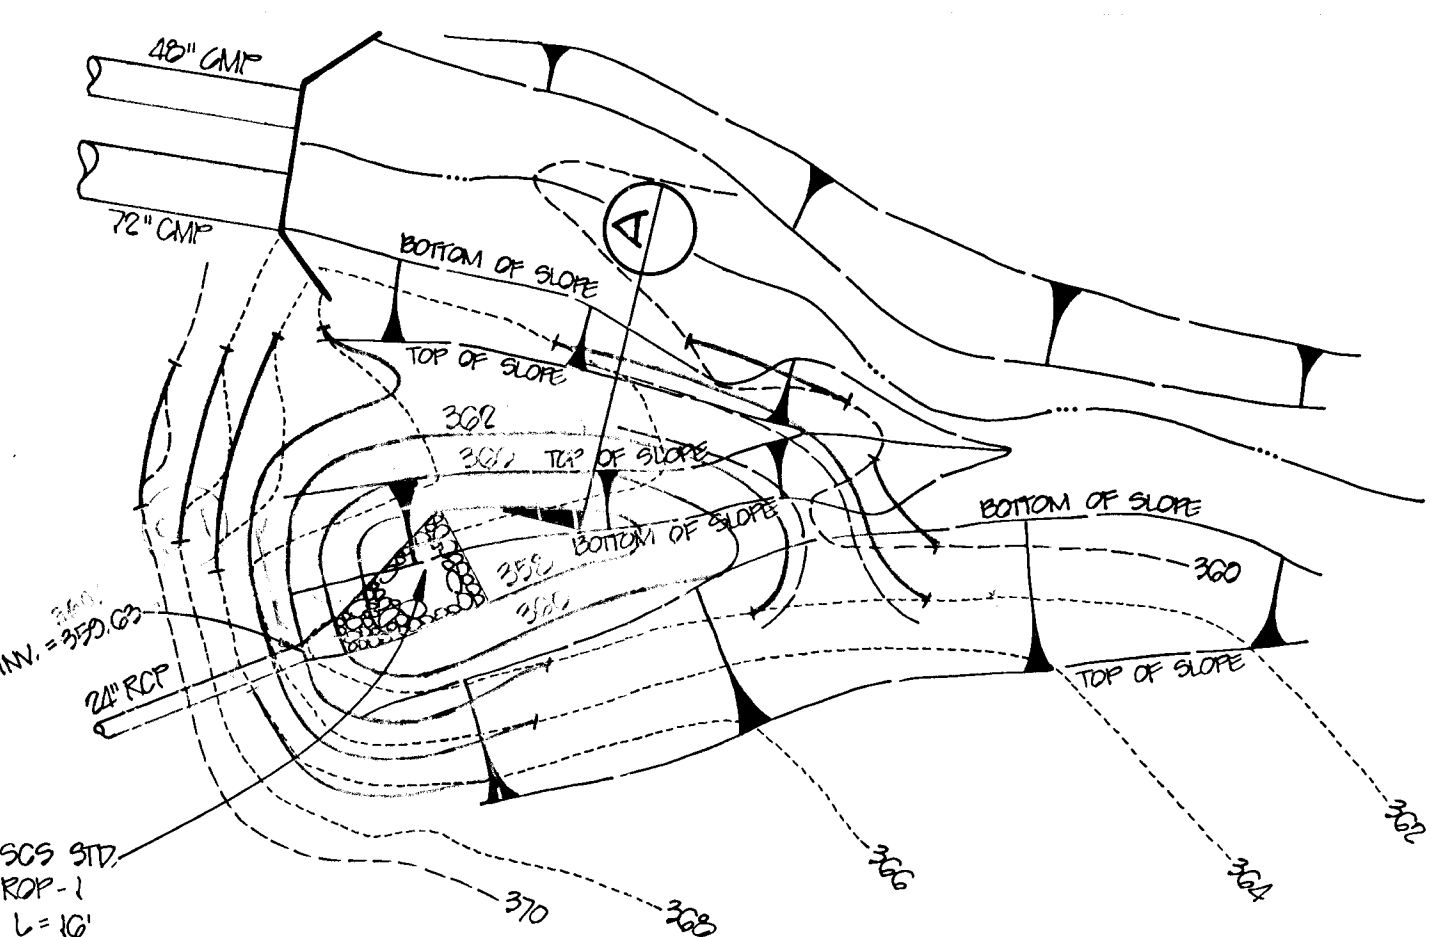 48" CMP
72" CMP
A
BOTTOM OF SLOPE
TOP OF SLOPE
362
360
TOP OF SLOPE
BOTTOM OF SLOPE
358
360
BOTTOM OF SLOPE
360
360
INV. = 359.63
24" RCP
TOP OF SLOPE
SCS STD.
ROP-1
L = 16'
370
368
366
364
362